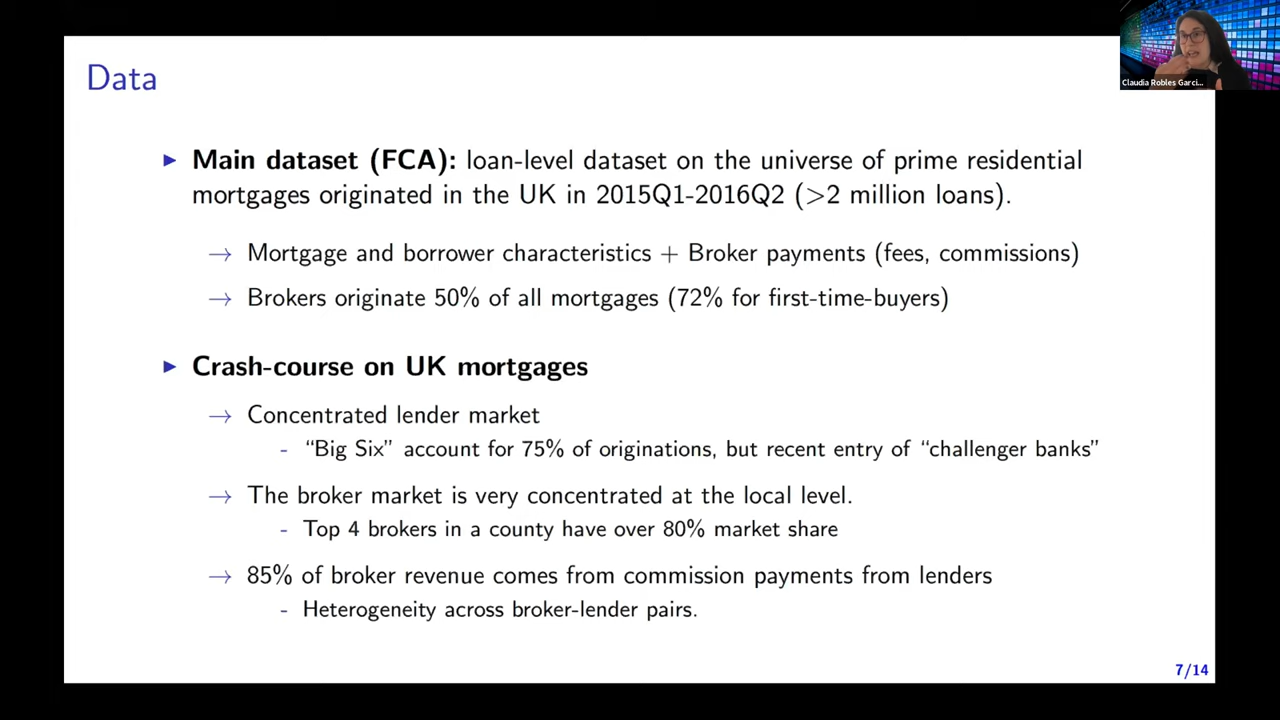 Data
Claudia Robles Garci...
▶ Main dataset (FCA): loan-level dataset on the universe of prime residential
mortgages originated in the UK in 2015Q1-2016Q2 (>2 million loans).
→ Mortgage and borrower characteristics + Broker payments (fees, commissions)
→ Brokers originate 50% of all mortgages (72% for first-time-buyers)
▶ Crash-course on UK mortgages
→ Concentrated lender market
- “Big Six” account for 75% of originations, but recent entry of “challenger banks”
→ The broker market is very concentrated at the local level.
- Top 4 brokers in a county have over 80% market share
→ 85% of broker revenue comes from commission payments from lenders
- Heterogeneity across broker-lender pairs.
7/14